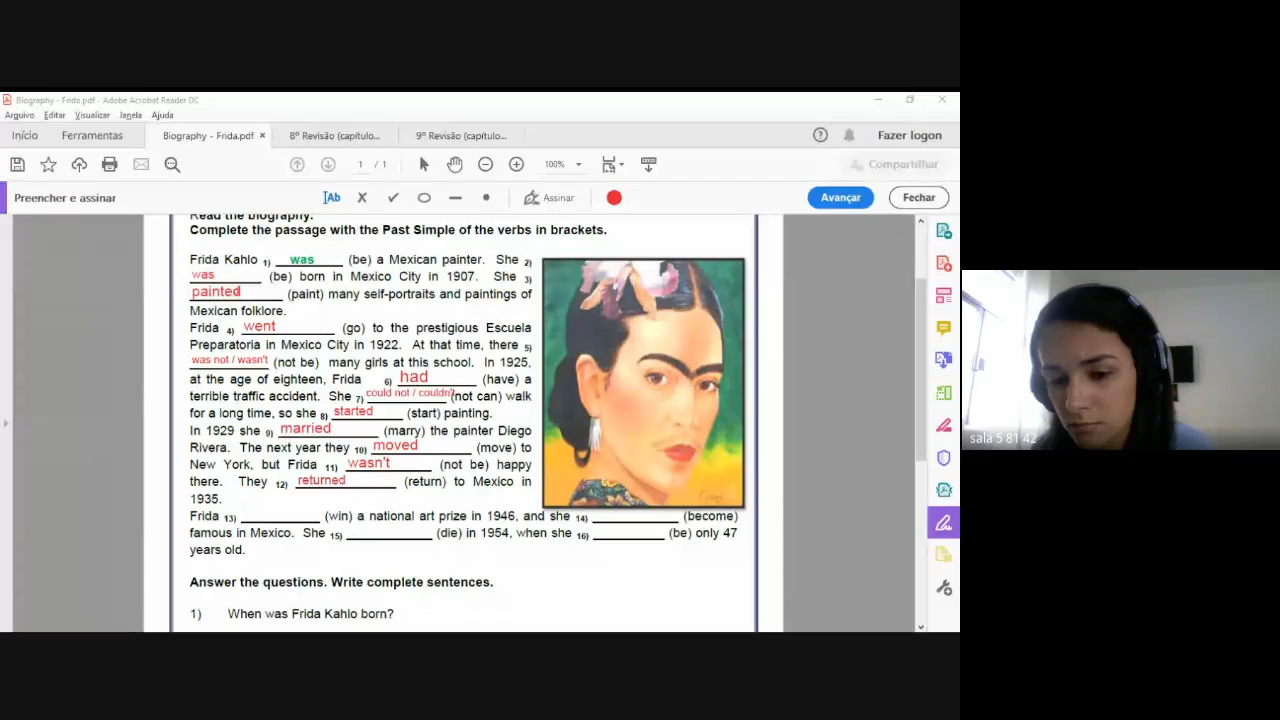 Biography - Frida.pdf - Adobe Acrobat Reader DC
Arquivo Editar Visualizar Janela Ajuda
Início Ferramentas Biography - Frida.pdf × 8º Revisão (capítulo... 9º Revisão (capítulo... Fazer logon
1 / 1 100% Compartilhar
Preencher e assinar Ab Assinar Avançar Fechar
Read the biography.
Complete the passage with the Past Simple of the verbs in brackets.
Frida Kahlo 1) was (be) a Mexican painter. She 2)
was (be) born in Mexico City in 1907. She 3)
painted (paint) many self-portraits and paintings of
Mexican folklore.
Frida 4) went (go) to the prestigious Escuela
Preparatoria in Mexico City in 1922. At that time, there 5)
was not / wasn't (not be) many girls at this school. In 1925,
at the age of eighteen, Frida 6) had (have) a
terrible traffic accident. She 7) could not / couldn't (not can) walk
for a long time, so she 8) started (start) painting.
In 1929 she 9) married (marry) the painter Diego
Rivera. The next year they 10) moved (move) to
New York, but Frida 11) wasn't (not be) happy
there. They 12) returned (return) to Mexico in
1935.
Frida 13) ____________ (win) a national art prize in 1946, and she 14) ____________ (become)
famous in Mexico. She 15) ____________ (die) in 1954, when she 16) ____________ (be) only 47
years old.
Answer the questions. Write complete sentences.
1) When was Frida Kahlo born?
sala 5 81 42